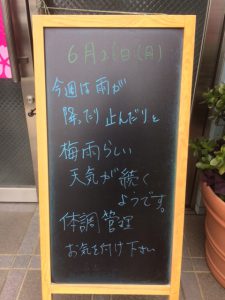 6月21日(月)
今週は雨が
降ったり止んだりと
梅雨らしい
天気が続く
ようです。
体調管理
お気を付け下さい